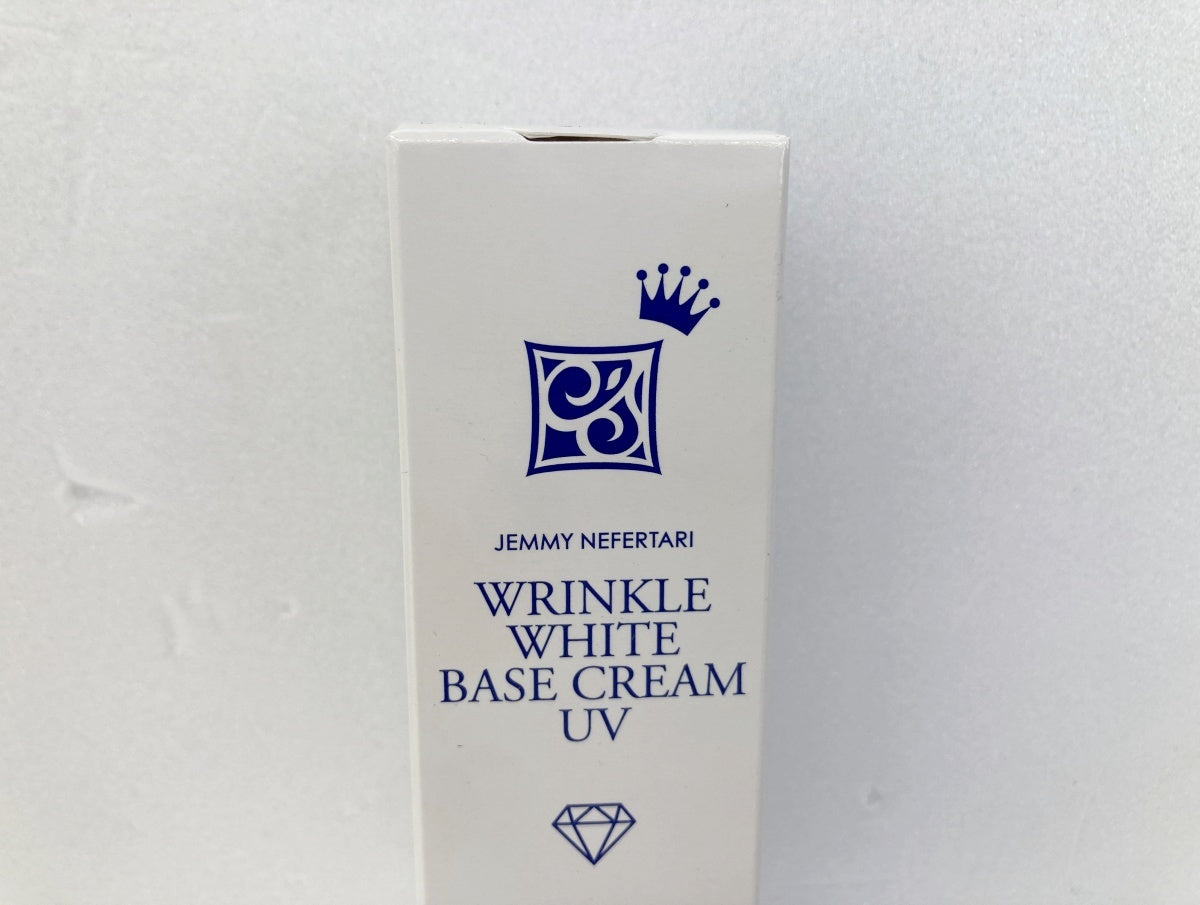 JEMMY NEFERTARI
WRINKLE
WHITE
BASE CREAM
UV